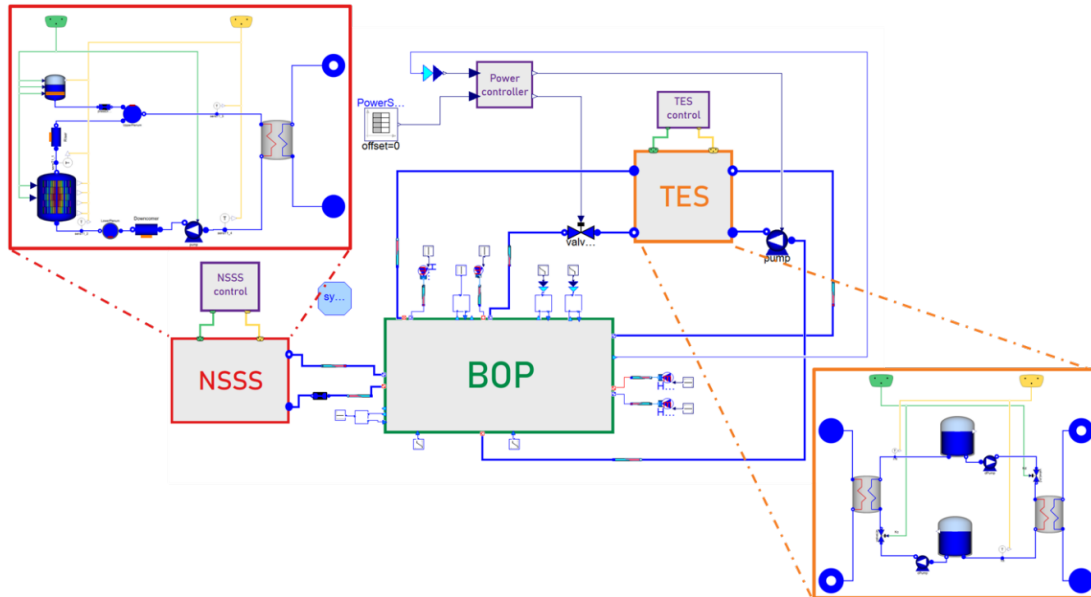 Power
controller
PowerS...
offset=0
TES
control
TES
valv...
pump
Downcomer
NSSS
control
sy...
NSSS
BOP
H...
H...